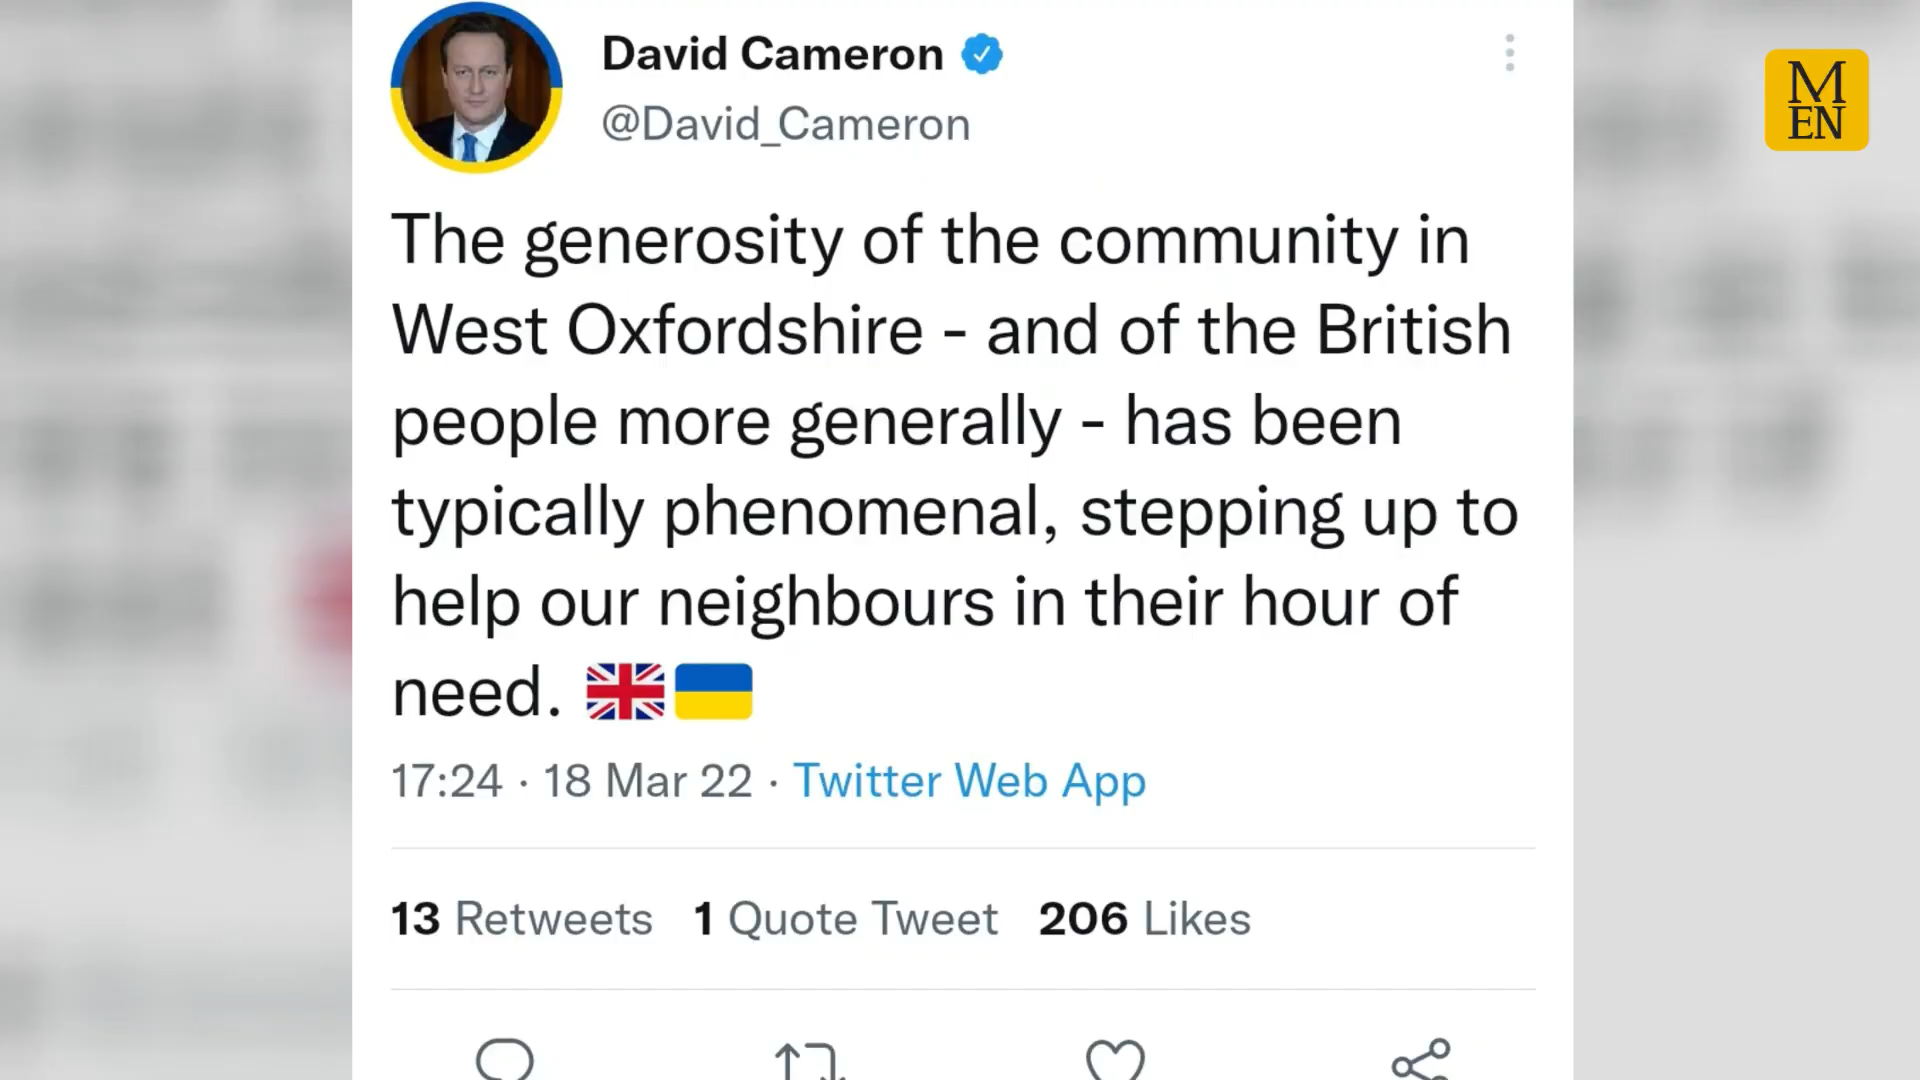 David Cameron
@David_Cameron
M
EN
The generosity of the community in
West Oxfordshire - and of the British
people more generally - has been
typically phenomenal, stepping up to
help our neighbours in their hour of
need. 🇬🇧🇺🇦
17:24 · 18 Mar 22 · Twitter Web App
13 Retweets 1 Quote Tweet 206 Likes